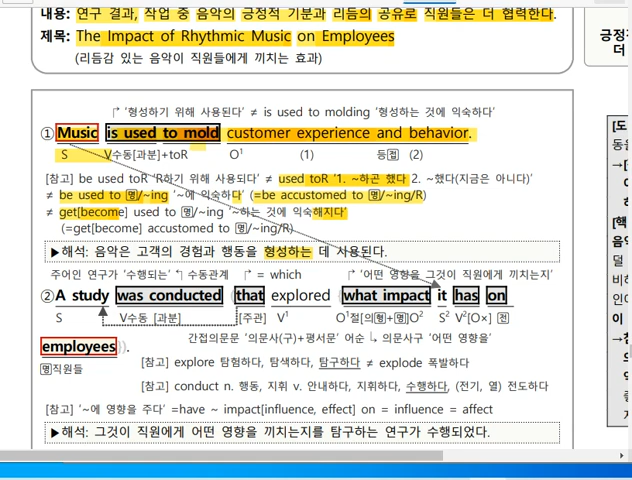 내용: 연구 결과, 작업 중 음악의 긍정적 기분과 리듬의 공유로 직원들은 더 협력한다.
제목: The Impact of Rhythmic Music on Employees
(리듬감 있는 음악이 직원들에게 끼치는 효과)
긍정
더
┌ '형성하기 위해 사용된다' ≠ is used to molding '형성하는 것에 익숙하다'
① Music is used to mold customer experience and behavior.
S V수동[과분]+toR O¹ (1) 등접 (2)
[참고] be used toR 'R하기 위해 사용되다' ≠ used toR '1. ~하곤 했다 2. ~했다(지금은 아니다)'
≠ be used to 명/~ing '~에 익숙하다' (=be accustomed to 명/~ing/R)
≠ get[become] used to 명/~ing '~하는 것에 익숙해지다'
(=get[become] accustomed to 명/~ing/R)
▶해석: 음악은 고객의 경험과 행동을 형성하는 데 사용된다.
주어인 연구가 '수행되는' ↰ 수동관계 ┌ = which ┌ '어떤 영향을 그것이 직원에게 끼치는지'
② A study was conducted (that explored (what impact it has on
S V수동 [과분] [주관] V¹ O¹절[의형+명]O² S² V²[O×] 전
employees)).
간접의문문 '의문사(구)+평서문' 어순 ↳ 의문사구 '어떤 영향을'
명직원들
[참고] explore 탐험하다, 탐색하다, 탐구하다 ≠ explode 폭발하다
[참고] conduct n. 행동, 지휘 v. 안내하다, 지휘하다, 수행하다, (전기, 열) 전도하다
[참고] '~에 영향을 주다' =have ~ impact[influence, effect] on = influence = affect
▶해석: 그것이 직원에게 어떤 영향을 끼치는지를 탐구하는 연구가 수행되었다.
[도
동을
→[
[핵
음악
덜
비하
인이
이
→